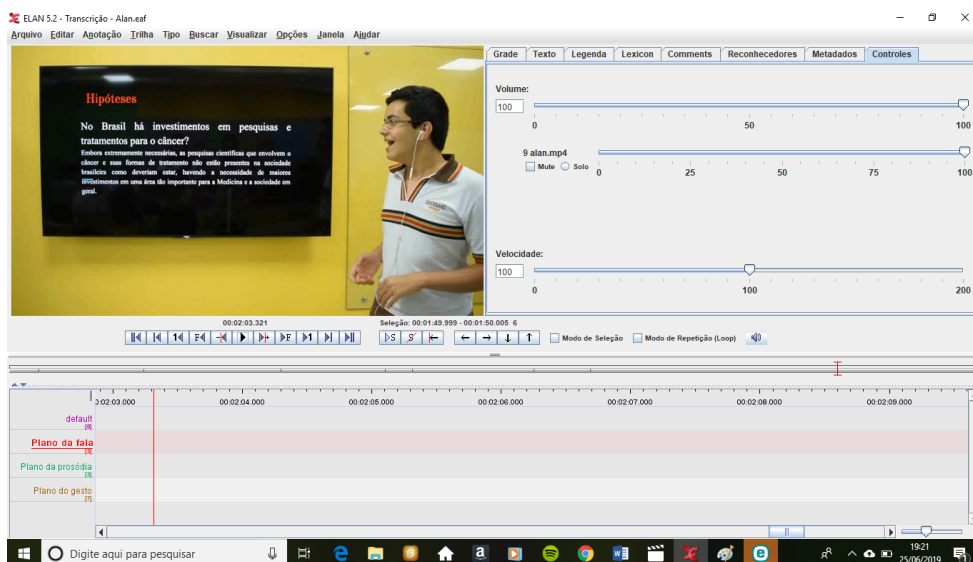 ELAN 5.2 - Transcrição - Alan.eaf
Arquivo Editar Anotação Trilha Tipo Buscar Visualizar Opções Janela Ajudar
Hipóteses
No Brasil há investimentos em pesquisas e
tratamentos para o câncer?
Embora extremamente necessárias, as pesquisas científicas que envolvem o
câncer e suas formas de tratamento não estão presentes na sociedade
brasileira como deveriam estar, havendo a necessidade de maiores
investimentos em uma área tão importante para a Medicina e a sociedade em
geral.
Grade Texto Legenda Lexicon Comments Reconhecedores Metadados Controles
Volume:
100
0 50 100
9 alan.mp4
Mute Solo
0 25 50 75 100
Velocidade:
100
0 100 200
00:02:03.321
Seleção: 00:01:49.999 - 00:01:50.005 6
1 F F 1 S S
Modo de Seleção Modo de Repetição (Loop)
0:02:03.000 00:02:04.000 00:02:05.000 00:02:06.000 00:02:07.000 00:02:08.000 00:02:09.000
default
[0]
Plano da fala
Plano da prosódia
Plano do gesto
[7]
Digite aqui para pesquisar
a W e
19:21
25/06/2019